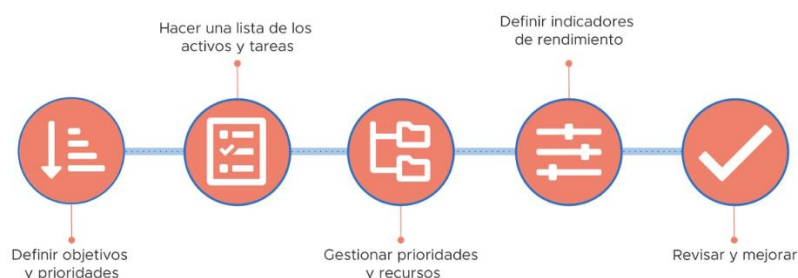 Hacer una lista de los
activos y tareas
Definir indicadores
de rendimiento
Definir objetivos
y prioridades
Gestionar prioridades
y recursos
Revisar y mejorar